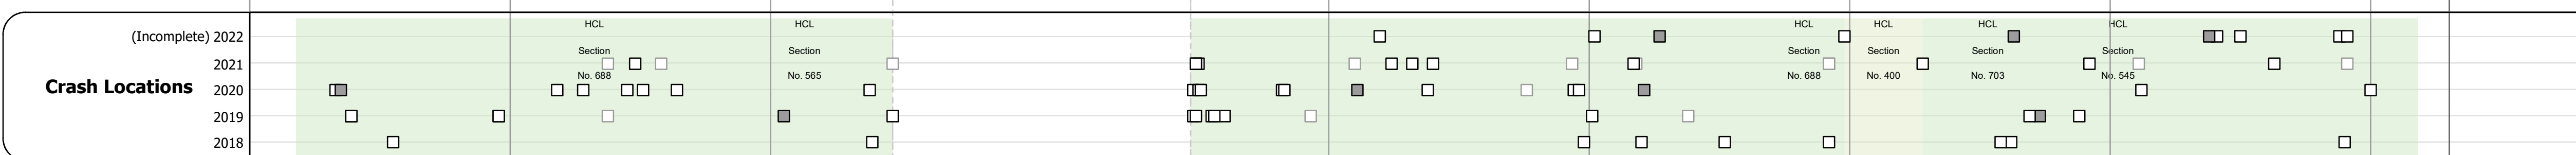 HCL HCL HCL HCL HCL HCL
(Incomplete) 2022
Section Section Section Section Section Section
2021
No. 688 No. 565 No. 688 No. 400 No. 703 No. 545
Crash Locations
2020
2019
2018